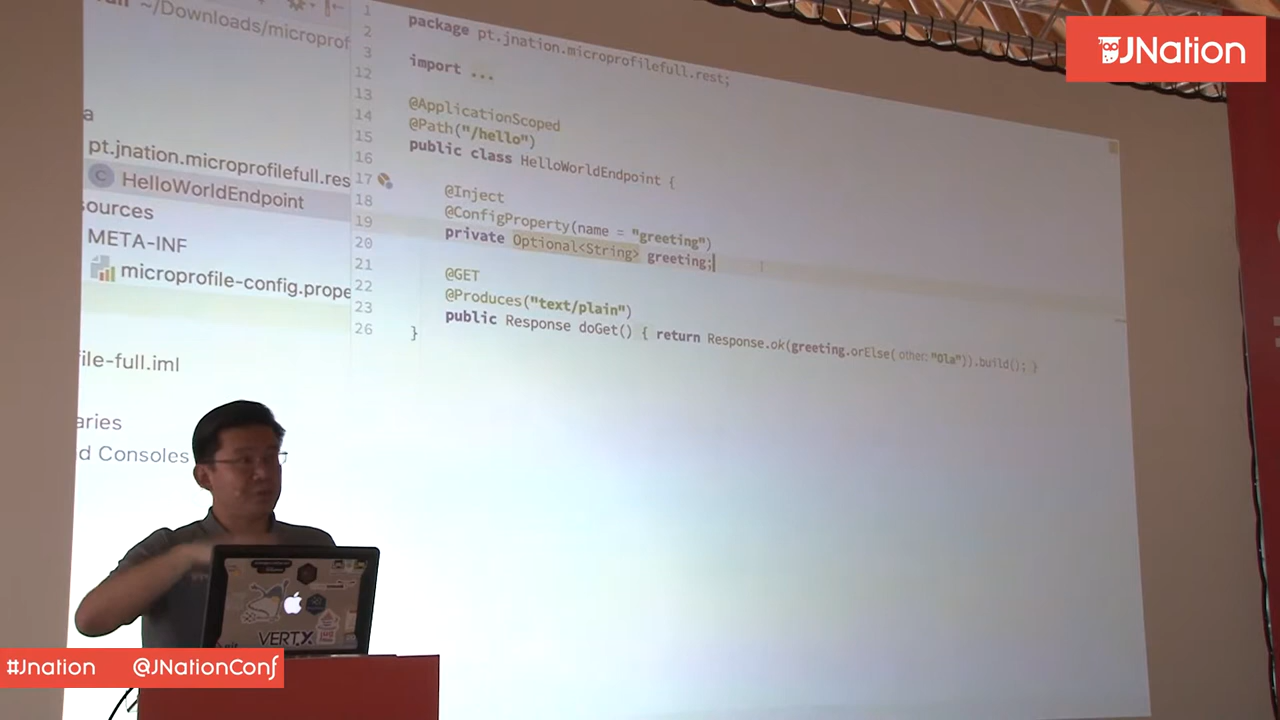 ~/Downloads/microprof
a
pt.jnation.microprofilefull.res
C HelloWorldEndpoint
sources
META-INF
microprofile-config.prope
file-full.iml
aries
d Consoles
1
2 package pt.jnation.microprofilefull.rest;
3
12 import ...
13
14 @ApplicationScoped
15 @Path("/hello")
16 public class HelloWorldEndpoint {
17
18 @Inject
19 @ConfigProperty(name = "greeting")
20 private Optional<String> greeting;
21
22 @GET
23 @Produces("text/plain")
26 public Response doGet() { return Response.ok(greeting.orElse( other: "Ola")).build(); }
}
JNation
VERT.X
#Jnation
@JNationConf